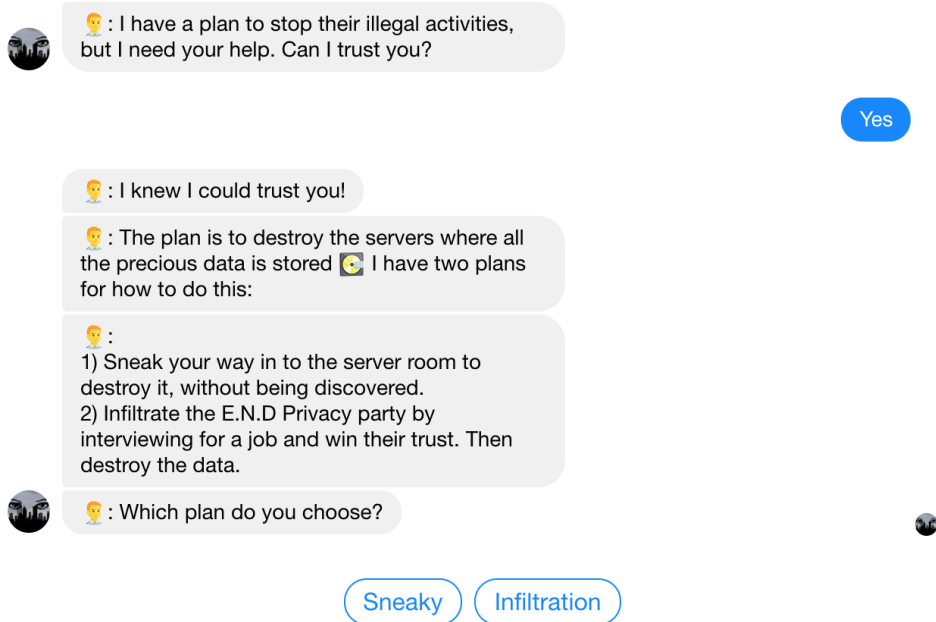 : I have a plan to stop their illegal activities,
but I need your help. Can I trust you?
Yes
: I knew I could trust you!
: The plan is to destroy the servers where all
the precious data is stored 💽 I have two plans
for how to do this:
:
1) Sneak your way in to the server room to
destroy it, without being discovered.
2) Infiltrate the E.N.D Privacy party by
interviewing for a job and win their trust. Then
destroy the data.
: Which plan do you choose?
Sneaky
Infiltration